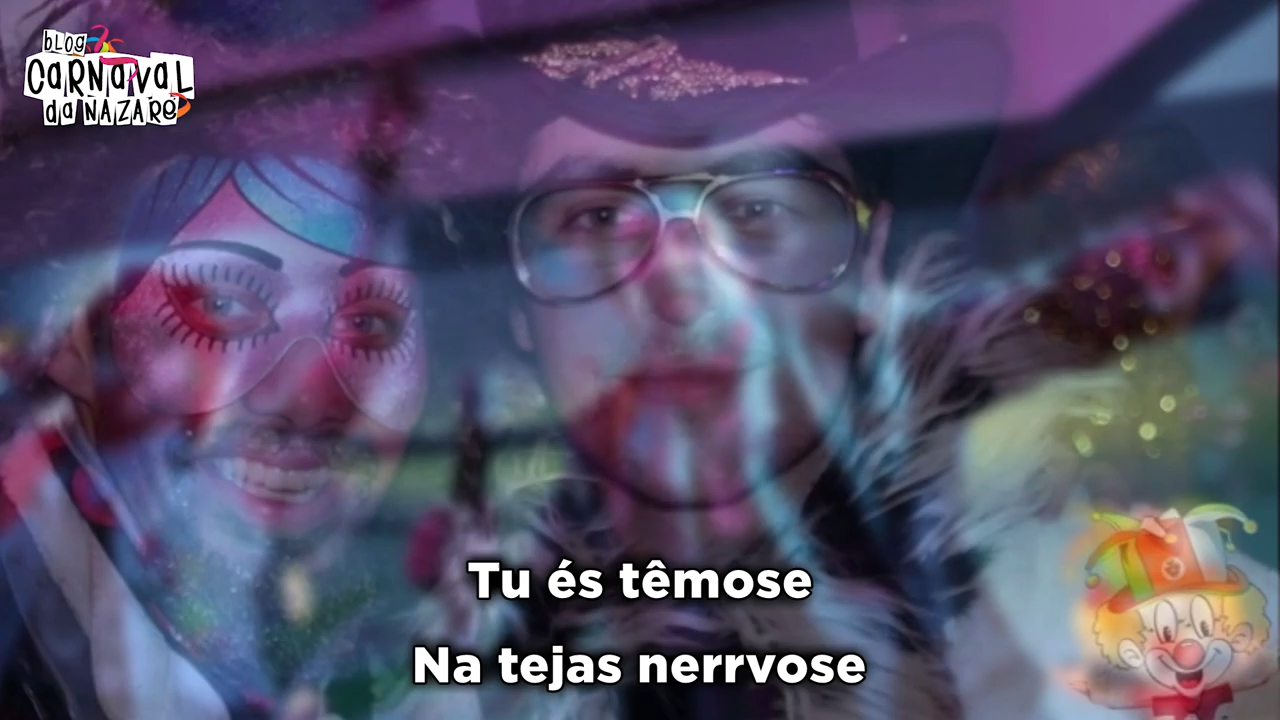 BLOG
CARNAVAL
da NAZARÉ
Tu és têmose
Na tejas nerrvose